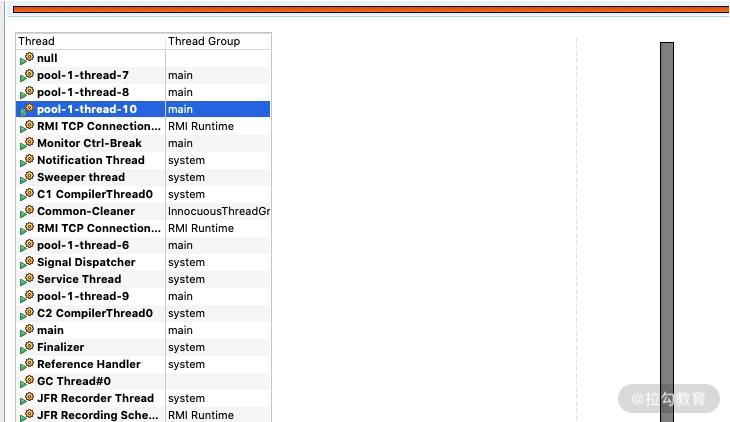 Thread Thread Group
null
pool-1-thread-7 main
pool-1-thread-8 main
pool-1-thread-10 main
RMI TCP Connection... RMI Runtime
Monitor Ctrl-Break main
Notification Thread system
Sweeper thread system
C1 CompilerThread0 system
Common-Cleaner InnocuousThreadGr
RMI TCP Connection... RMI Runtime
pool-1-thread-6 main
Signal Dispatcher system
Service Thread system
pool-1-thread-9 main
C2 CompilerThread0 system
main main
Finalizer system
Reference Handler system
GC Thread#0
JFR Recorder Thread system
JFR Recording Sche... RMI Runtime
@拉勾教育